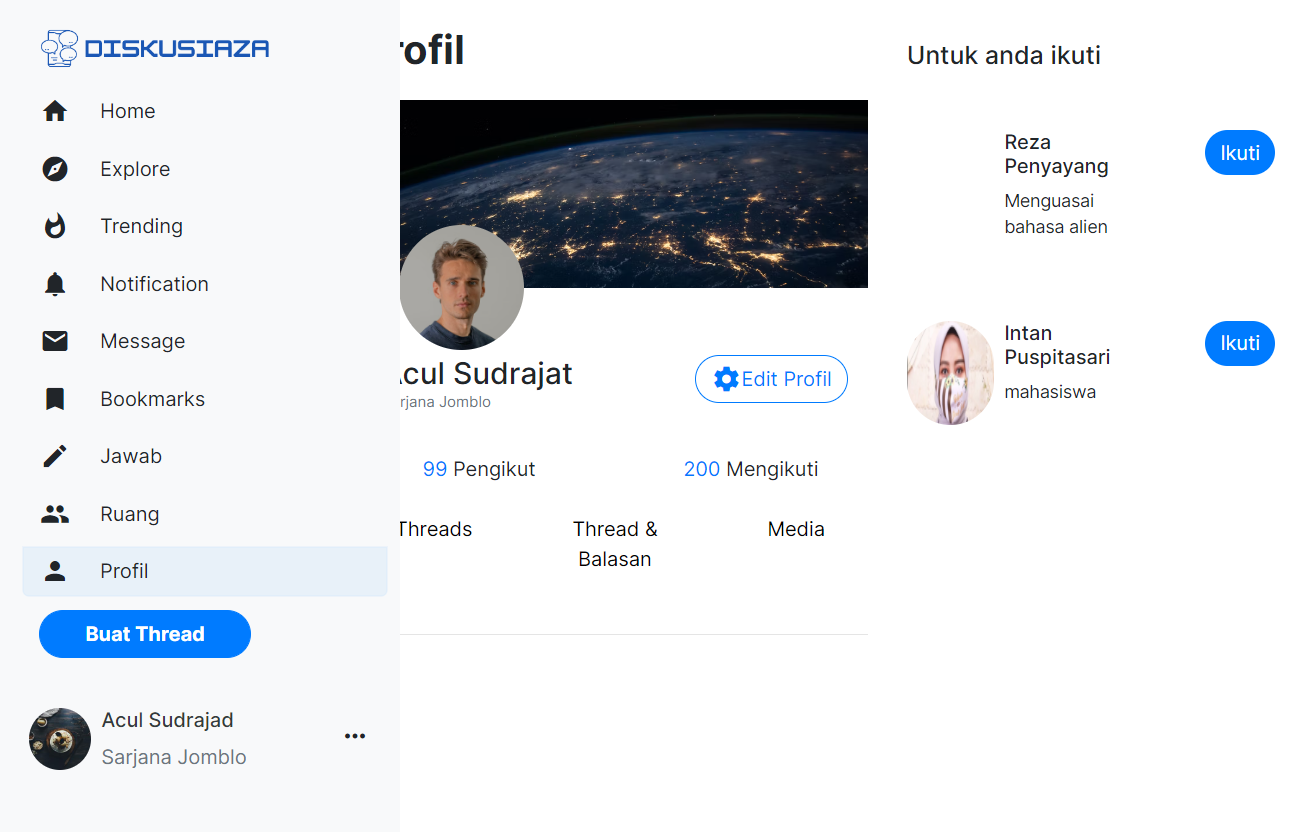 DISKUSIAZA
Home
Explore
Trending
Notification
Message
Bookmarks
Jawab
Ruang
Profil
Buat Thread
Acul Sudrajad
Sarjana Jomblo
rofil
cul Sudrajat
rjana Jomblo
Edit Profil
99 Pengikut
200 Mengikuti
Threads
Thread &
Balasan
Media
Untuk anda ikuti
Reza
Penyayang
Menguasai
bahasa alien
Ikuti
Intan
Puspitasari
mahasiswa
Ikuti